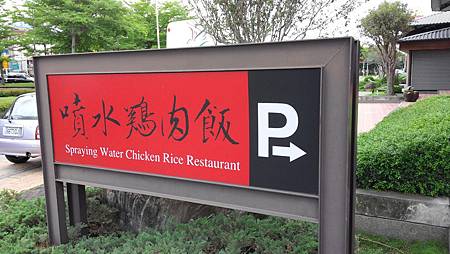 噴水鷄肉飯
Spraying Water Chicken Rice Restaurant
P